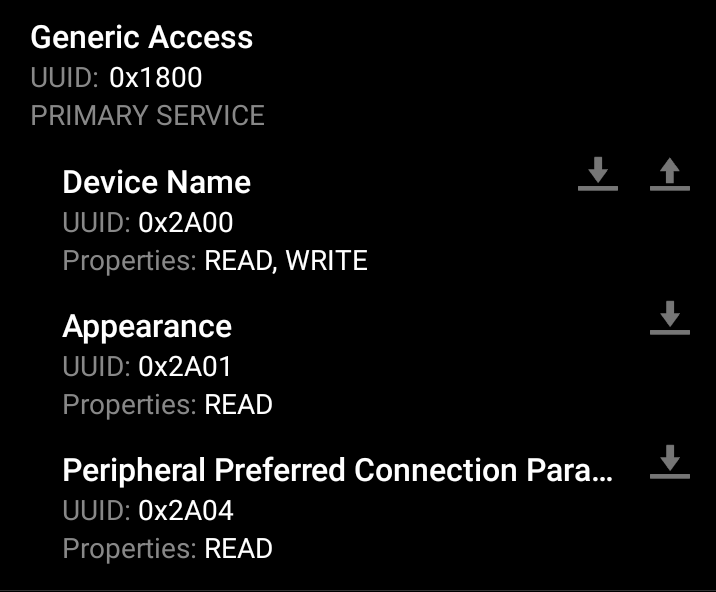 Generic Access
UUID: 0x1800
PRIMARY SERVICE
Device Name
UUID: 0x2A00
Properties: READ, WRITE
Appearance
UUID: 0x2A01
Properties: READ
Peripheral Preferred Connection Para...
UUID: 0x2A04
Properties: READ